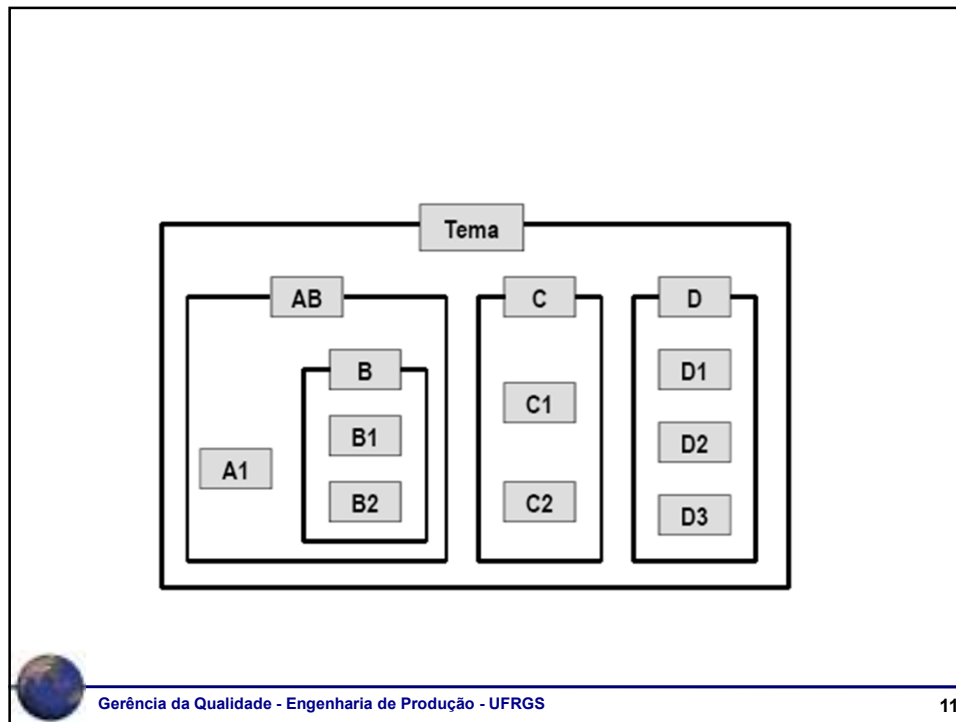 Tema
AB
C
D
B
D1
C1
B1
D2
A1
B2
C2
D3
Gerência da Qualidade - Engenharia de Produção - UFRGS
11